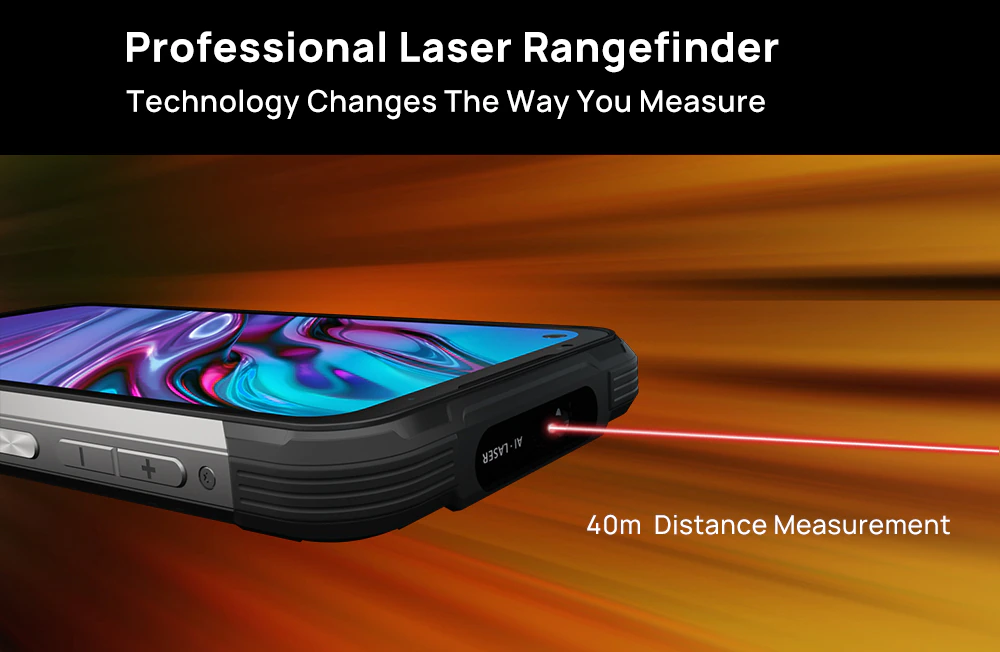 Professional Laser Rangefinder
Technology Changes The Way You Measure
AI·LASER
40m Distance Measurement